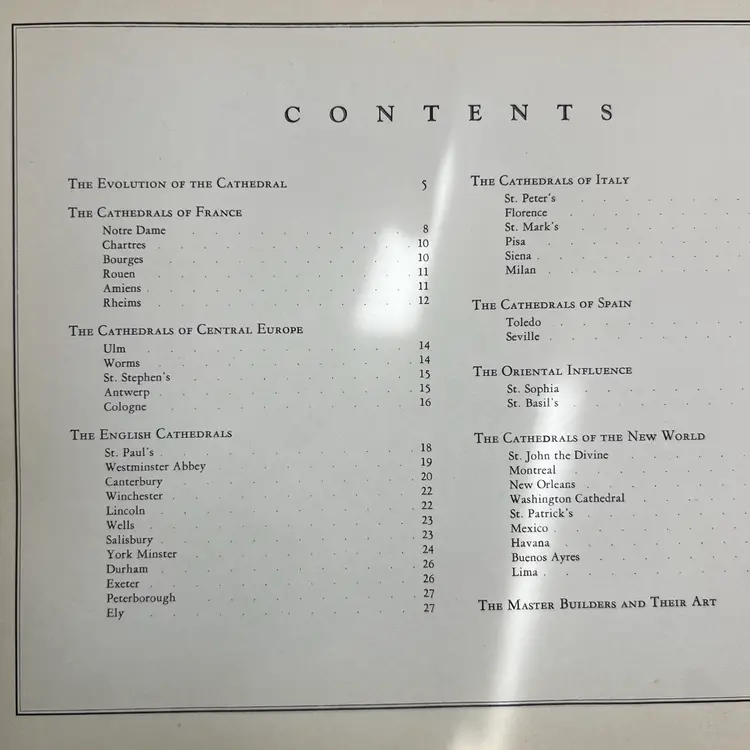 CONTENTS
THE EVOLUTION OF THE CATHEDRAL 5
THE CATHEDRALS OF FRANCE
Notre Dame 8
Chartres 10
Bourges 10
Rouen 11
Amiens 11
Rheims 12
THE CATHEDRALS OF CENTRAL EUROPE
Ulm 14
Worms 14
St. Stephen's 15
Antwerp 15
Cologne 16
THE ENGLISH CATHEDRALS
St. Paul's 18
Westminster Abbey 19
Canterbury 20
Winchester 22
Lincoln 22
Wells 23
Salisbury 23
York Minster 24
Durham 26
Exeter 26
Peterborough 27
Ely 27
THE CATHEDRALS OF ITALY
St. Peter's
Florence
St. Mark's
Pisa
Siena
Milan
THE CATHEDRALS OF SPAIN
Toledo
Seville
THE ORIENTAL INFLUENCE
St. Sophia
St. Basil's
THE CATHEDRALS OF THE NEW WORLD
St. John the Divine
Montreal
New Orleans
Washington Cathedral
St. Patrick's
Mexico
Havana
Buenos Ayres
Lima
THE MASTER BUILDERS AND THEIR ART